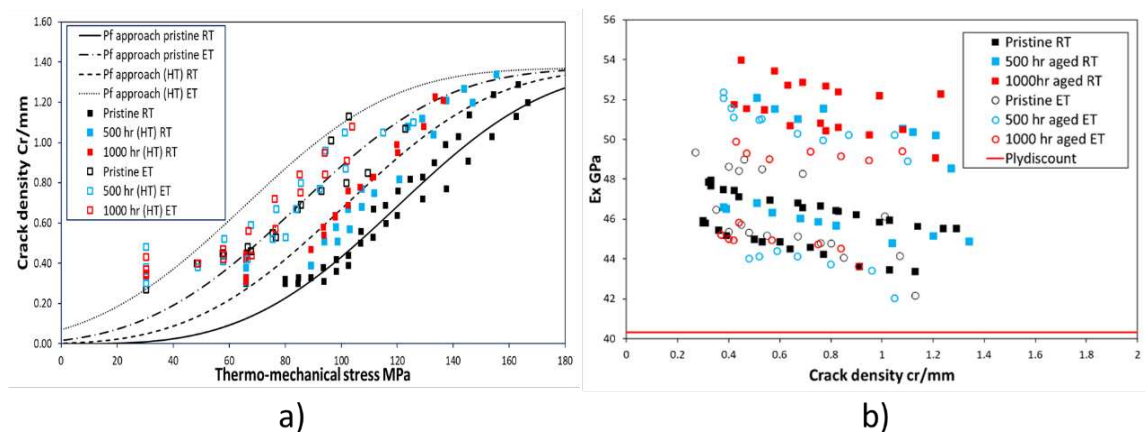 1.60
1.40
1.20
1.00
0.80
0.60
0.40
0.20
0.00
Crack density Cr/mm
Pf approach pristine RT
Pf approach pristine ET
Pf approach (HT) RT
Pf approach (HT) ET
Pristine RT
500 hr (HT) RT
1000 hr (HT) RT
Pristine ET
500 hr (HT) ET
1000 hr (HT) ET
0 20 40 60 80 100 120 140 160 180
Thermo-mechanical stress MPa
a)
56
54
52
50
48
46
44
42
40
Ex GPa
Pristine RT
500 hr aged RT
1000hr aged RT
Pristine ET
500 hr aged ET
1000 hr aged ET
Plydiscount
0 0.2 0.4 0.6 0.8 1 1.2 1.4 1.6 1.8 2
Crack density cr/mm
b)